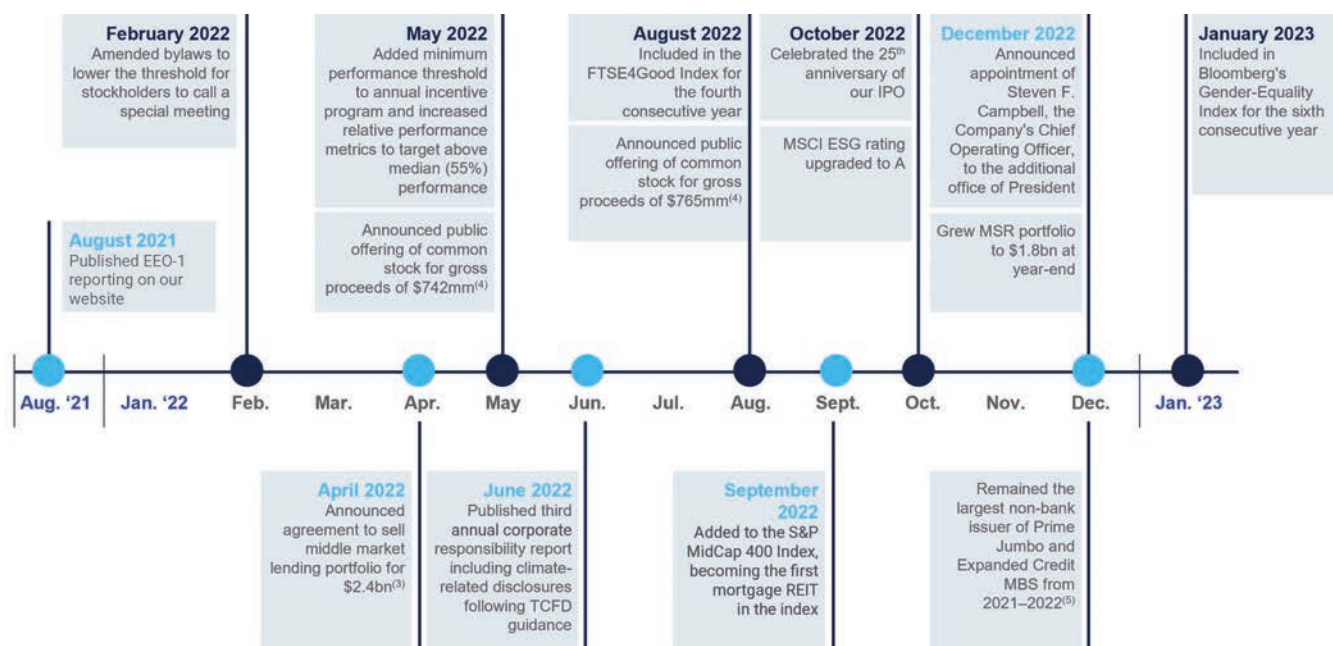 February 2022
Amended bylaws to
lower the threshold for
stockholders to call a
special meeting
May 2022
Added minimum
performance threshold
to annual incentive
program and increased
relative performance
metrics to target above
median (55%)
performance
Announced public
offering of common
stock for gross
proceeds of $742mm(4)
August 2022
Included in the
FTSE4Good Index for
the fourth
consecutive year
Announced public
offering of common
stock for gross
proceeds of $765mm(4)
October 2022
Celebrated the 25th
anniversary of
our IPO
MSCI ESG rating
upgraded to A
December 2022
Announced
appointment of
Steven F.
Campbell, the
Company's Chief
Operating Officer,
to the additional
office of President
Grew MSR portfolio
to $1.8bn at
year-end
January 2023
Included in
Bloomberg's
Gender-Equality
Index for the sixth
consecutive year
August 2021
Published EEO-1
reporting on our
website
Aug. ‘21 Jan. ‘22 Feb. Mar. Apr. May Jun. Jul. Aug. Sept. Oct. Nov. Dec. Jan. ‘23
April 2022
Announced
agreement to sell
middle market
lending portfolio for
$2.4bn(3)
June 2022
Published third
annual corporate
responsibility report
including climate-
related disclosures
following TCFD
guidance
September
2022
Added to the S&P
MidCap 400 Index,
becoming the first
mortgage REIT
in the index
Remained the
largest non-bank
issuer of Prime
Jumbo and
Expanded Credit
MBS from
2021–2022(5)